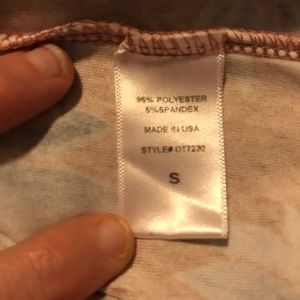 95% POLYESTER
5%SPANDEX
MADE IN USA
STYLE# DT7230
S